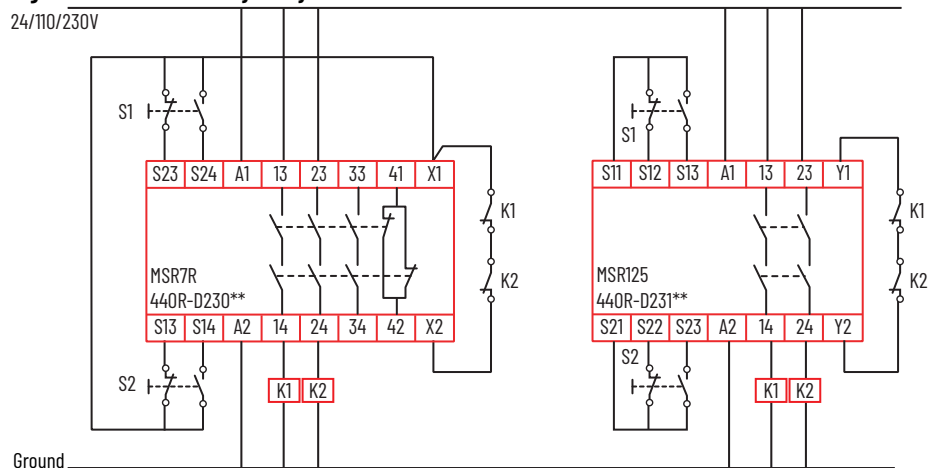 24/110/230V
S1
S23 S24 A1 13 23 33 41 X1
K1
K2
MSR7R
440R-D230**
S13 S14 A2 14 24 34 42 X2
S2
K1 K2
S1
S11 S12 S13 A1 13 23 Y1
K1
K2
MSR125
440R-D231**
S21 S22 S23 A2 14 24 Y2
S2
K1 K2
Ground